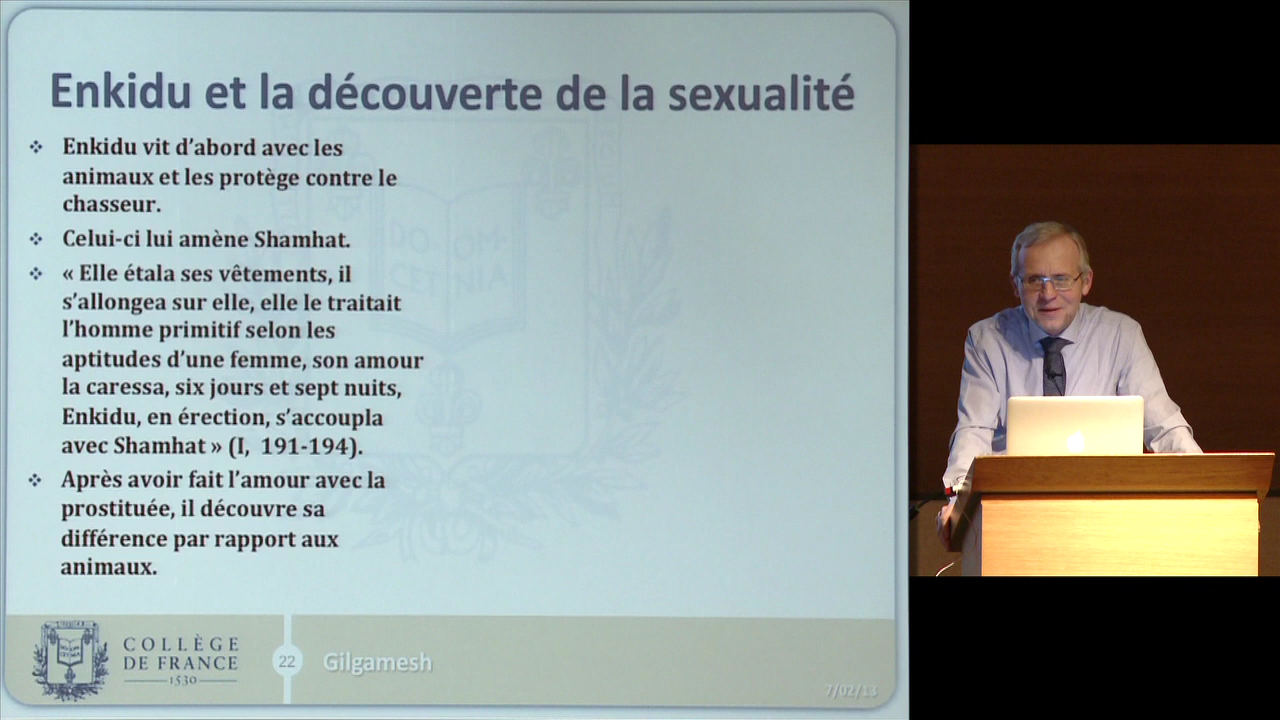 Enkidu et la découverte de la sexualité
Enkidu vit d’abord avec les
animaux et les protège contre le
chasseur.
Celui-ci lui amène Shamhat.
« Elle étala ses vêtements, il
s’allongea sur elle, elle le traitait
l’homme primitif selon les
aptitudes d’une femme, son amour
la caressa, six jours et sept nuits,
Enkidu, en érection, s’accoupla
avec Shamhat » (I, 191-194).
Après avoir fait l’amour avec la
prostituée, il découvre sa
différence par rapport aux
animaux.
DO· OM·
CET NIA
COLLÈGE
DE FRANCE
1530
22
Gilgamesh
7/02/13